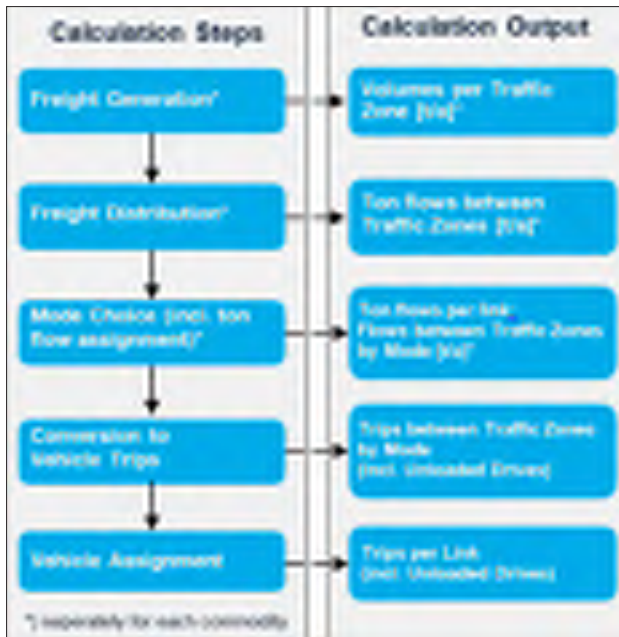 Calculation Steps
Calculation Output
Freight Generation*
Volumes per Traffic
Zone [t/a]*
Freight Distribution*
Ton flows between
Traffic Zones [t/a]*
Mode Choice (incl. ton
flow assignment)*
Ton flows per link
Flows between Traffic Zones
by Mode [t/a]*
Conversion to
Vehicle Trips
Trips between Traffic Zones
by Mode
(incl. Unloaded Drives)
Vehicle Assignment
Trips per Link
(incl. Unloaded Drives)
*) seperately for each commodity